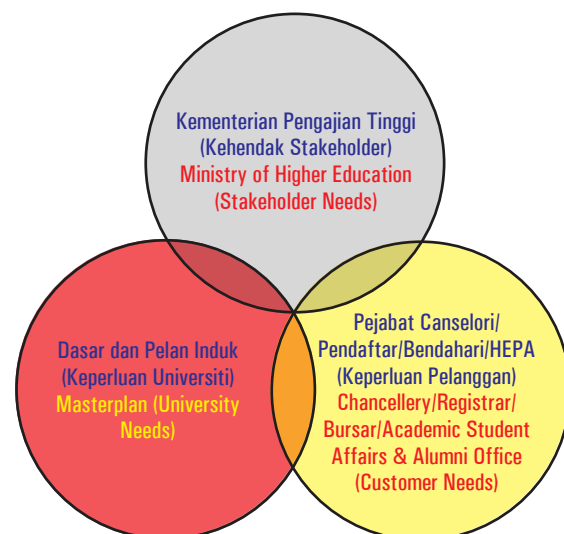 Kementerian Pengajian Tinggi
(Kehendak Stakeholder)
Ministry of Higher Education
(Stakeholder Needs)
Dasar dan Pelan Induk
(Keperluan Universiti)
Masterplan (University
Needs)
Pejabat Canselori/
Pendaftar/Bendahari/HEPA
(Keperluan Pelanggan)
Chancellery/Registrar/
Bursar/Academic Student
Affairs & Alumni Office
(Customer Needs)